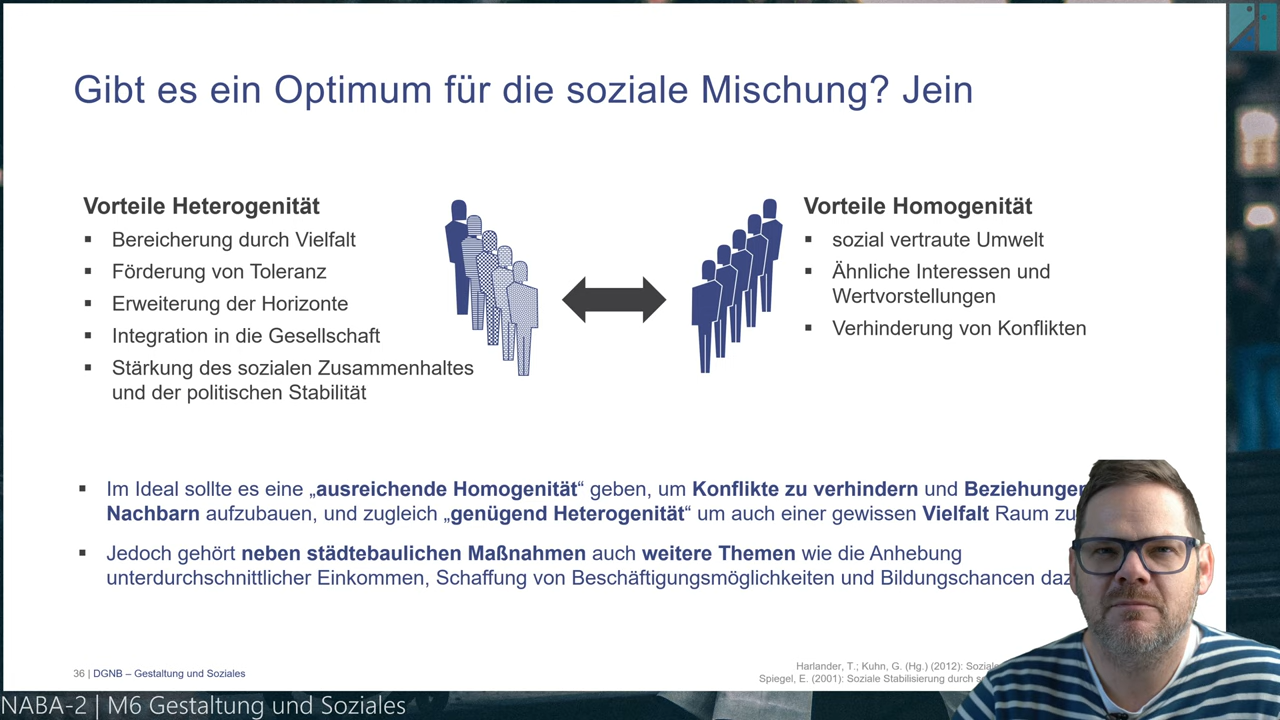 Gibt es ein Optimum für die soziale Mischung? Jein
Vorteile Heterogenität
▪ Bereicherung durch Vielfalt
▪ Förderung von Toleranz
▪ Erweiterung der Horizonte
▪ Integration in die Gesellschaft
▪ Stärkung des sozialen Zusammenhaltes
und der politischen Stabilität
Vorteile Homogenität
▪ sozial vertraute Umwelt
▪ Ähnliche Interessen und
Wertvorstellungen
▪ Verhinderung von Konflikten
▪ Im Ideal sollte es eine „ausreichende Homogenität“ geben, um Konflikte zu verhindern und
Nachbarn aufzubauen, und zugleich „genügend Heterogenität“ um auch einer gewissen Vielfalt Raum zu
▪ Jedoch gehört neben städtebaulichen Maßnahmen auch weitere Themen wie die Anhebung
unterdurchschnittlicher Einkommen, Schaffung von Beschäftigungsmöglichkeiten und Bildungschancen
36 | DGNB – Gestaltung und Soziales
Harlander, T.; Kuhn, G. (Hg.) (2012):
Spiegel, E. (2001): Soziale Stabilisierung durch
NABA-2 | M6 Gestaltung und Soziales